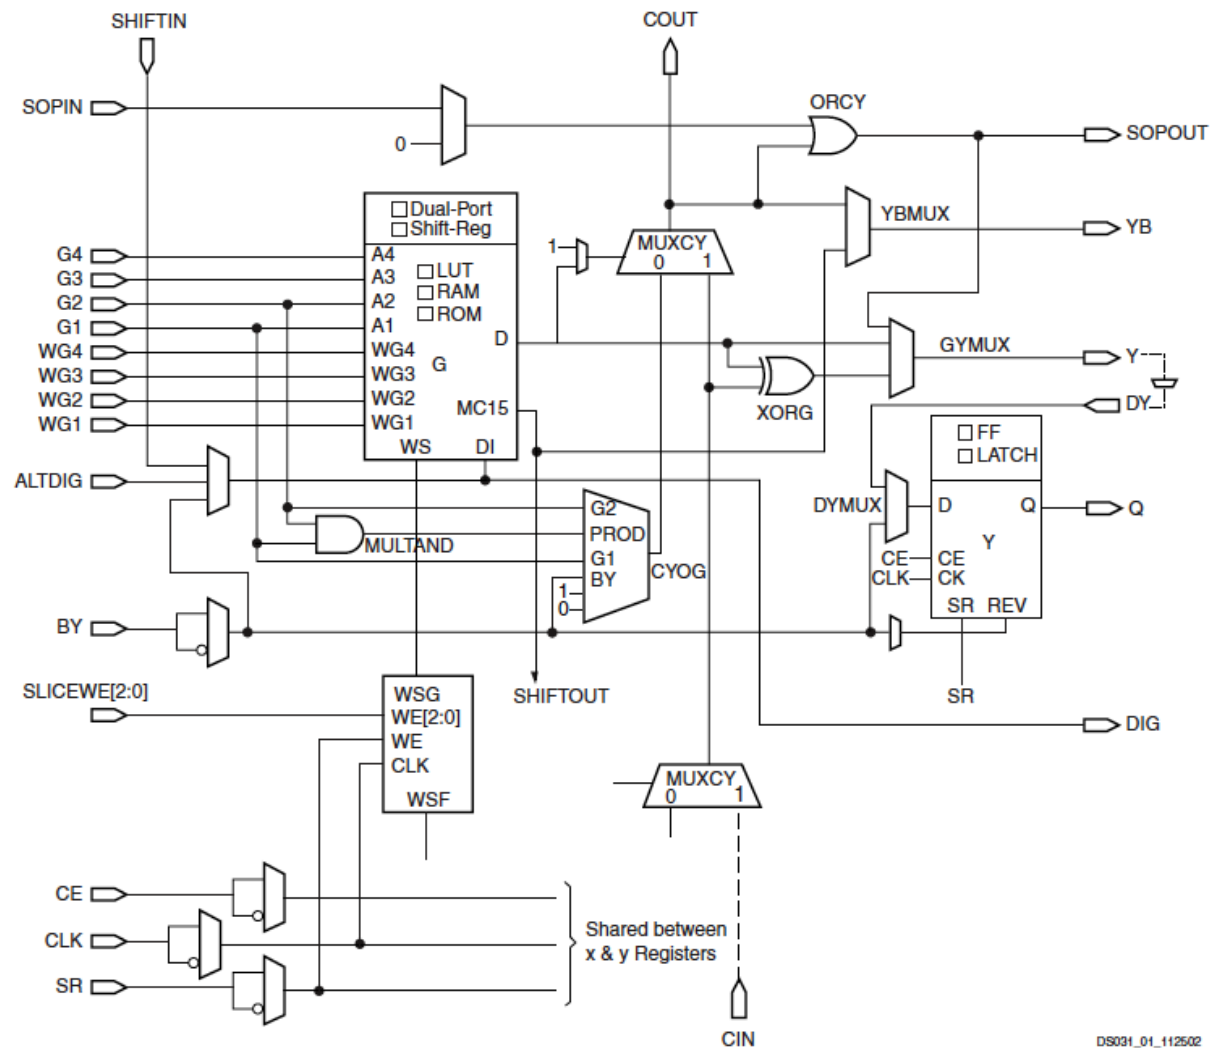 SHIFTIN
COUT
SOPIN
ORCY
0
SOPOUT
Dual-Port
Shift-Reg
YBMUX
YB
G4
A4
1
MUXCY
0 1
G3
A3
LUT
G2
A2
RAM
G1
A1
ROM
D
WG4
WG4
G
GYMUX
Y
WG3
WG3
WG2
WG2
MC15
XORG
DY
WG1
WG1
WS
DI
FF
LATCH
ALTDIG
G2
DYMUX
D
Q
Q
PROD
MULTAND
Y
G1
CYOG
CE
CE
BY
CLK
CK
1
0
SR REV
BY
SLICEWE[2:0]
WSG
SHIFTOUT
SR
WE[2:0]
DIG
WE
CLK
MUXCY
0 1
WSF
CE
CLK
Shared between
x & y Registers
SR
CIN
DS031_01_112502